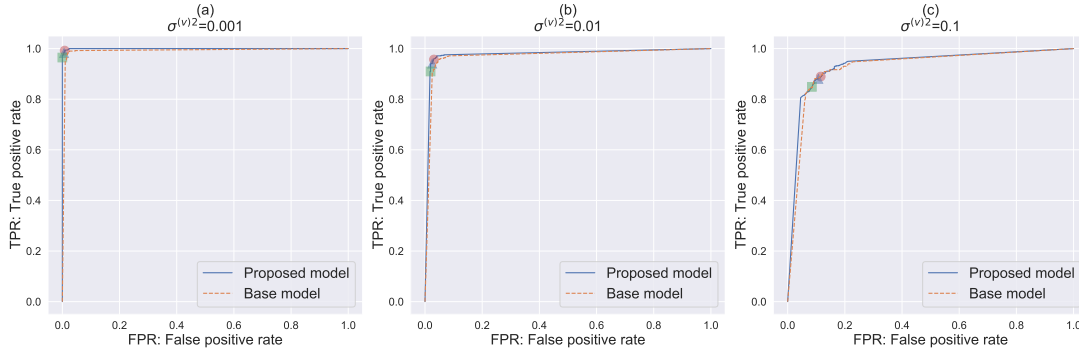 (a)
σ(v)2=0.001
1.0
0.8
0.6
0.4
0.2
0.0
TPR: True positive rate
0.0 0.2 0.4 0.6 0.8 1.0
FPR: False positive rate
Proposed model
Base model
(b)
σ(v)2=0.01
1.0
0.8
0.6
0.4
0.2
0.0
TPR: True positive rate
0.0 0.2 0.4 0.6 0.8 1.0
FPR: False positive rate
Proposed model
Base model
(c)
σ(v)2=0.1
1.0
0.8
0.6
0.4
0.2
0.0
TPR: True positive rate
0.0 0.2 0.4 0.6 0.8 1.0
FPR: False positive rate
Proposed model
Base model